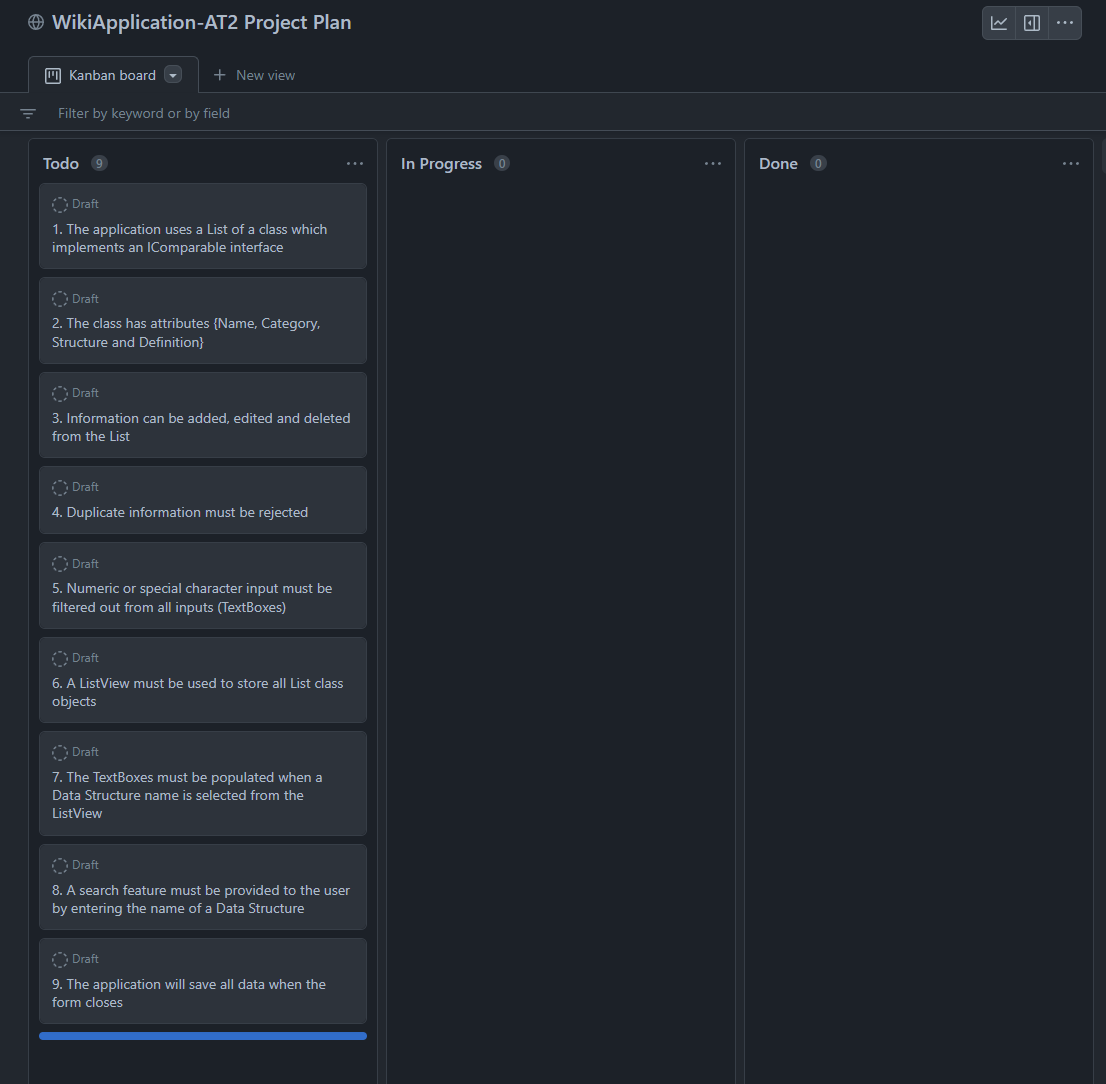 WikiApplication-AT2 Project Plan
Kanban board
New view
Filter by keyword or by field
Todo 9
Draft
1. The application uses a List of a class which
implements an IComparable interface
Draft
2. The class has attributes {Name, Category,
Structure and Definition}
Draft
3. Information can be added, edited and deleted
from the List
Draft
4. Duplicate information must be rejected
Draft
5. Numeric or special character input must be
filtered out from all inputs (TextBoxes)
Draft
6. A ListView must be used to store all List class
objects
Draft
7. The TextBoxes must be populated when a
Data Structure name is selected from the
ListView
Draft
8. A search feature must be provided to the user
by entering the name of a Data Structure
Draft
9. The application will save all data when the
form closes
In Progress 0
Done 0